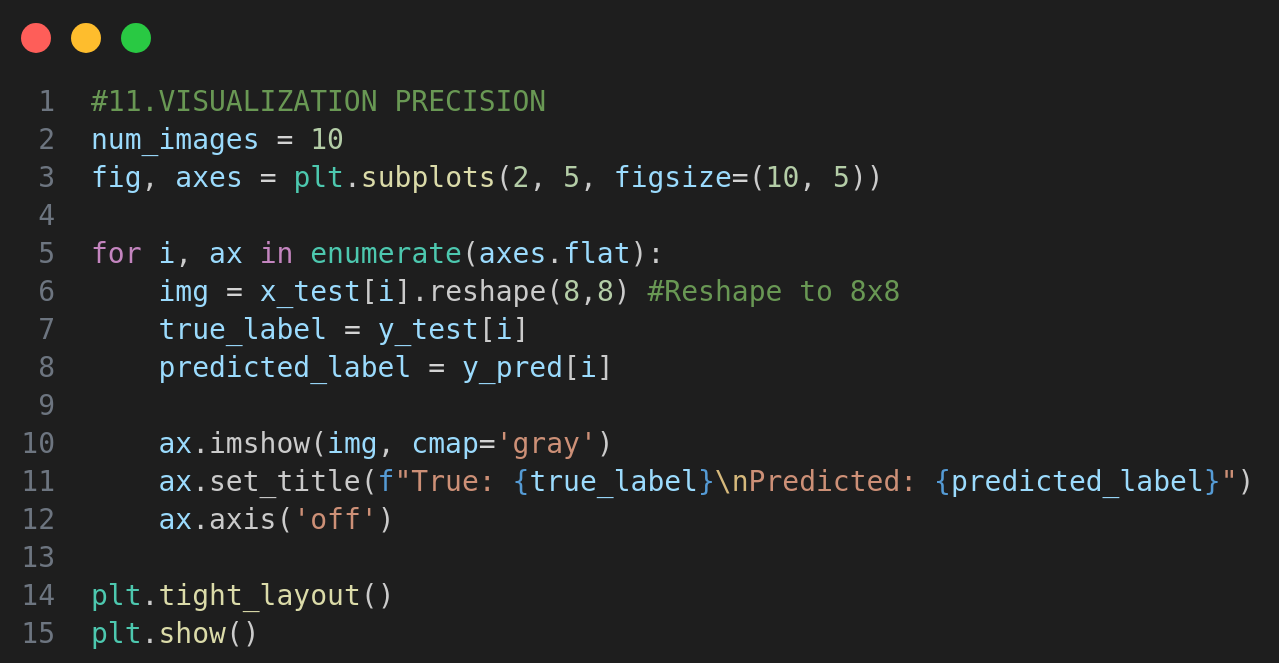 1 #11.VISUALIZATION PRECISION
2 num_images = 10
3 fig, axes = plt.subplots(2, 5, figsize=(10, 5))
4
5 for i, ax in enumerate(axes.flat):
6     img = x_test[i].reshape(8,8) #Reshape to 8x8
7     true_label = y_test[i]
8     predicted_label = y_pred[i]
9
10     ax.imshow(img, cmap='gray')
11     ax.set_title(f"True: {true_label}\nPredicted: {predicted_label}")
12     ax.axis('off')
13
14 plt.tight_layout()
15 plt.show()